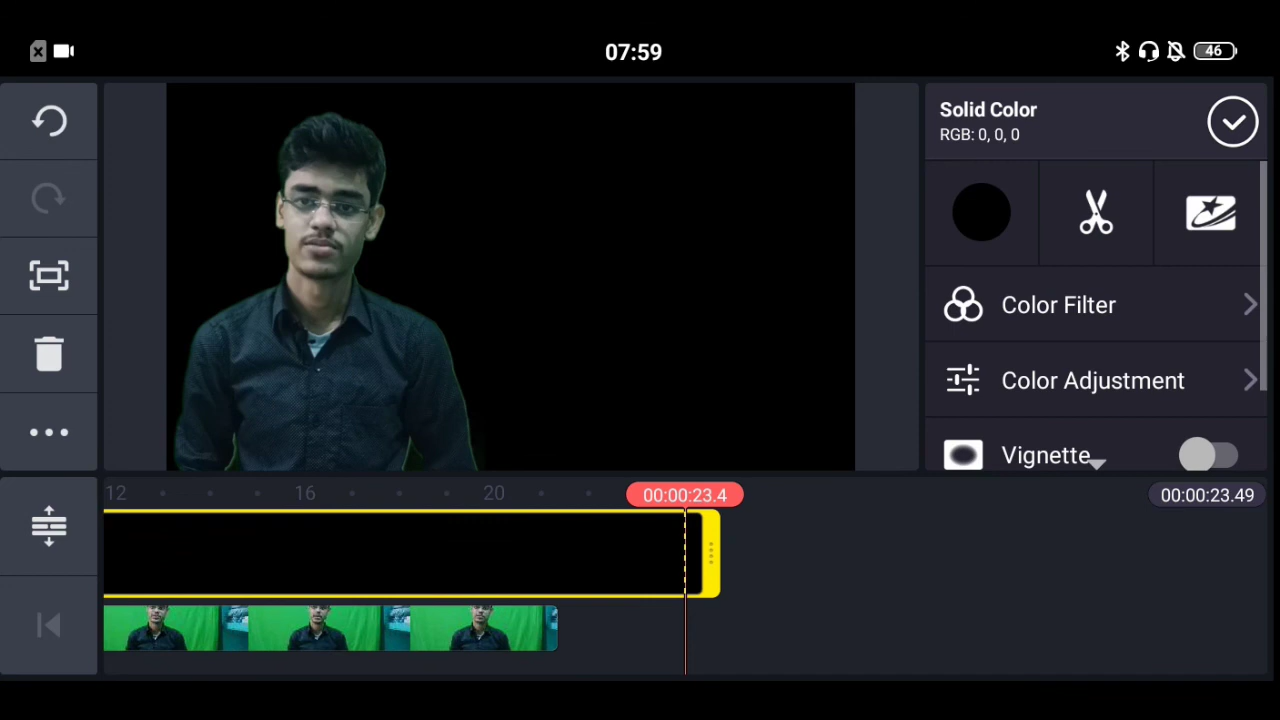 07:59
46
Solid Color
RGB: 0, 0, 0
Color Filter
Color Adjustment
Vignette
12
16
20
00:00:23.4
00:00:23.49